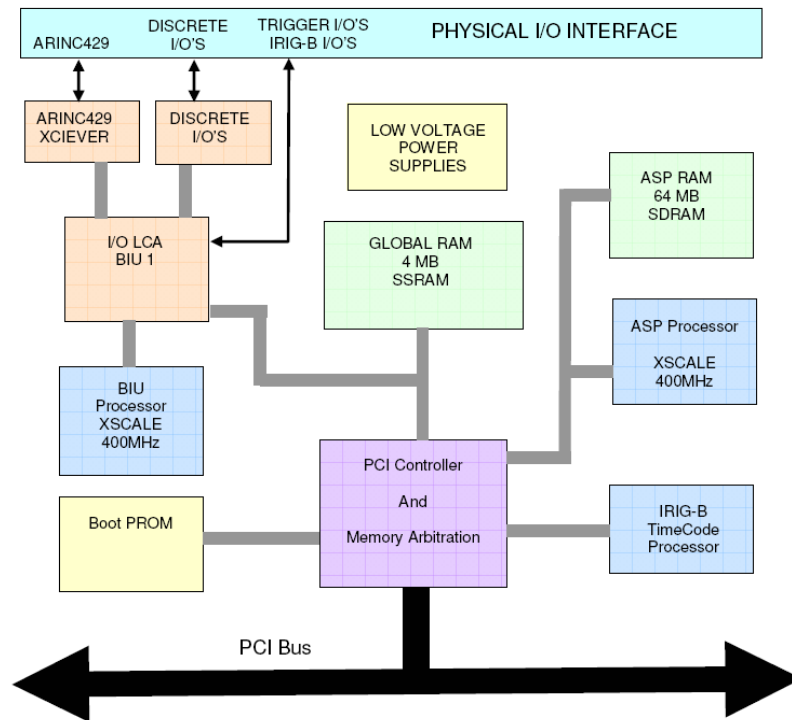 ARINC429
DISCRETE
I/O'S
TRIGGER I/O'S
IRIG-B I/O'S
PHYSICAL I/O INTERFACE
ARINC429
XCIEVER
DISCRETE
I/O'S
LOW VOLTAGE
POWER
SUPPLIES
ASP RAM
64 MB
SDRAM
I/O LCA
BIU 1
GLOBAL RAM
4 MB
SSRAM
ASP Processor
XSCALE
400MHz
BIU
Processor
XSCALE
400MHz
PCI Controller
And
Memory Arbitration
Boot PROM
IRIG-B
TimeCode
Processor
PCI Bus